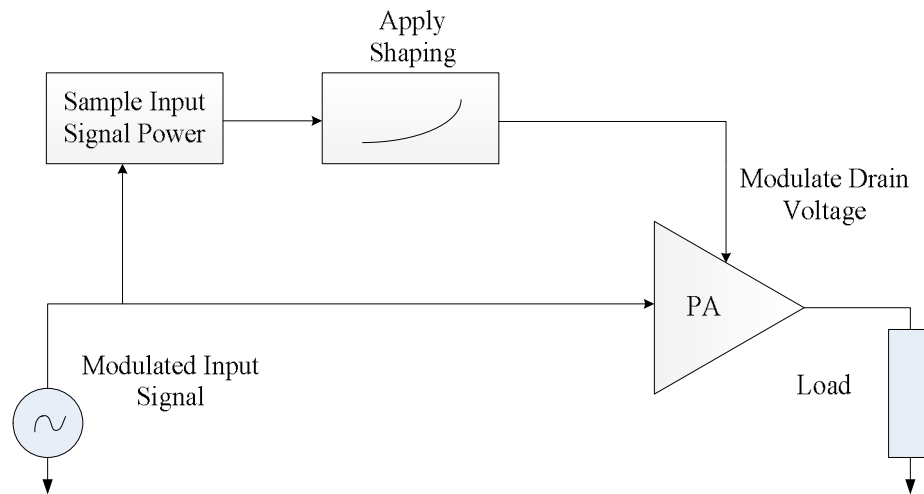 Apply
Shaping
Sample Input
Signal Power
Modulate Drain
Voltage
PA
Modulated Input
Signal
Load